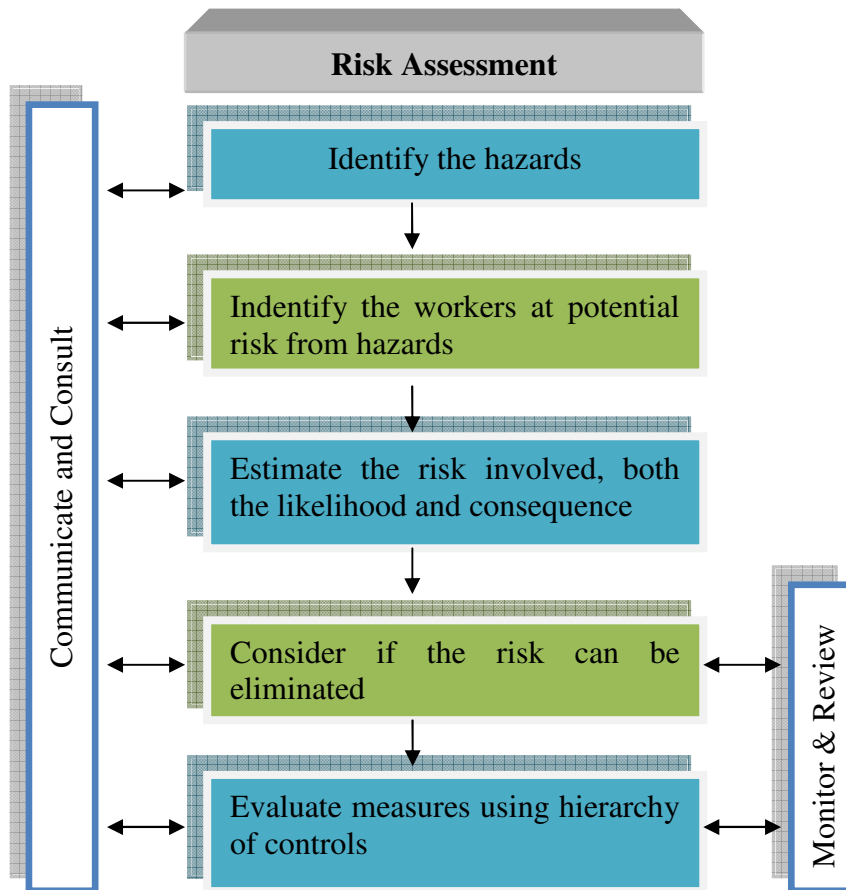 Risk Assessment
Identify the hazards
Indentify the workers at potential
risk from hazards
Estimate the risk involved, both
the likelihood and consequence
Consider if the risk can be
eliminated
Evaluate measures using hierarchy
of controls
Communicate and Consult
Monitor & Review